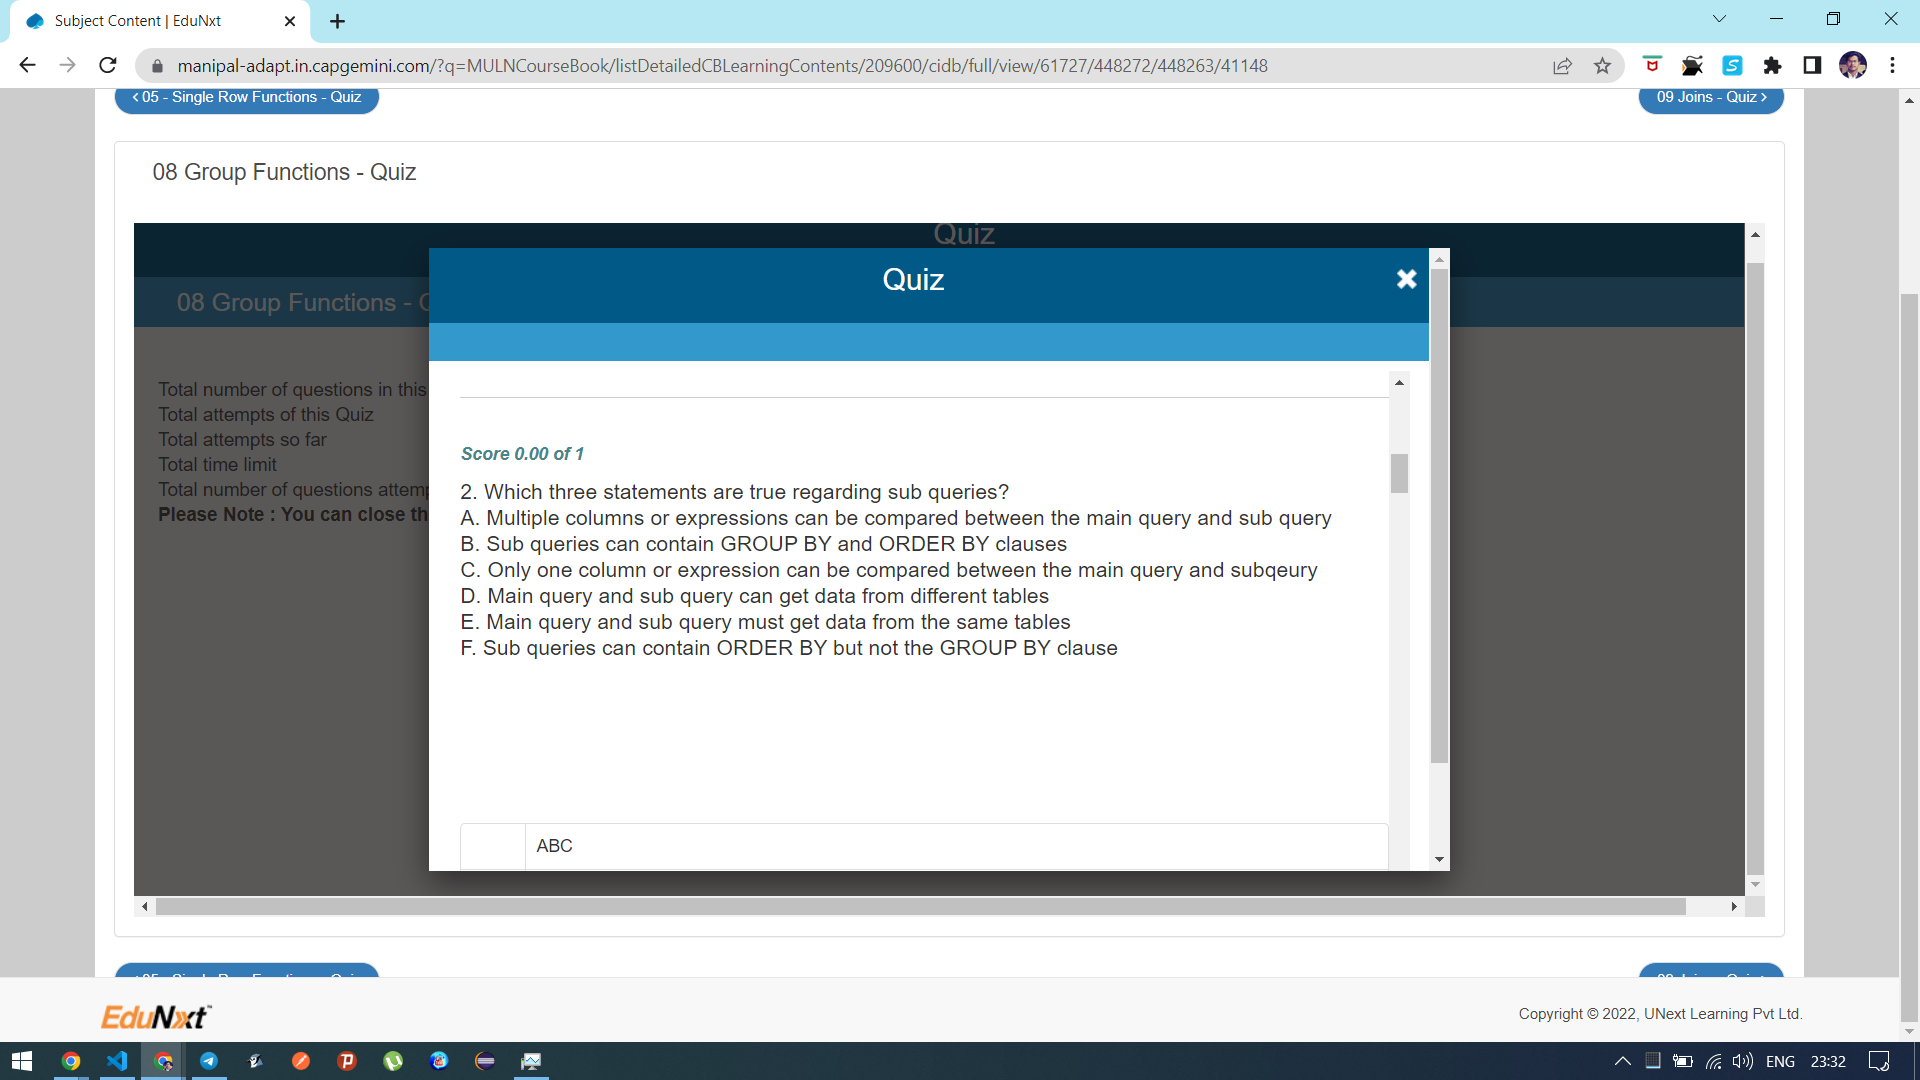 Subject Content | EduNxt
manipal-adapt.in.capgemini.com/?q=MULNCourseBook/listDetailedCBLearningContents/209600/cidb/full/view/61727/448272/448263/41148
< 05 - Single Row Functions - Quiz
09 Joins - Quiz >
08 Group Functions - Quiz
Quiz
Quiz
08 Group Functions - Q
Total number of questions in this
Total attempts of this Quiz
Total attempts so far
Total time limit
Total number of questions attemp
Please Note : You can close th
Score 0.00 of 1
2. Which three statements are true regarding sub queries?
A. Multiple columns or expressions can be compared between the main query and sub query
B. Sub queries can contain GROUP BY and ORDER BY clauses
C. Only one column or expression can be compared between the main query and subqeury
D. Main query and sub query can get data from different tables
E. Main query and sub query must get data from the same tables
F. Sub queries can contain ORDER BY but not the GROUP BY clause
ABC
EduNxt™
Copyright © 2022, UNext Learning Pvt Ltd.
ENG
23:32